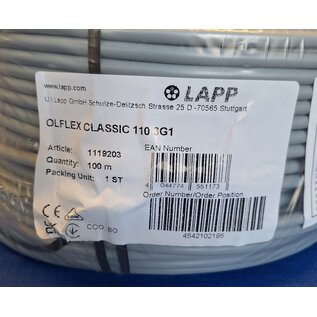 www.lapp.com
LAPP
U.I. Lapp GmbH Schulze-Delitzsch Strasse 25 D -70565 Stuttgart
OLFLEX CLASSIC 110 3G1
Article: 1119203
Quantity: 100 m
Packing Unit: 1 ST
EAN Number
4 044774 551173
Order Number/Order Position
4542102195
COO: BG